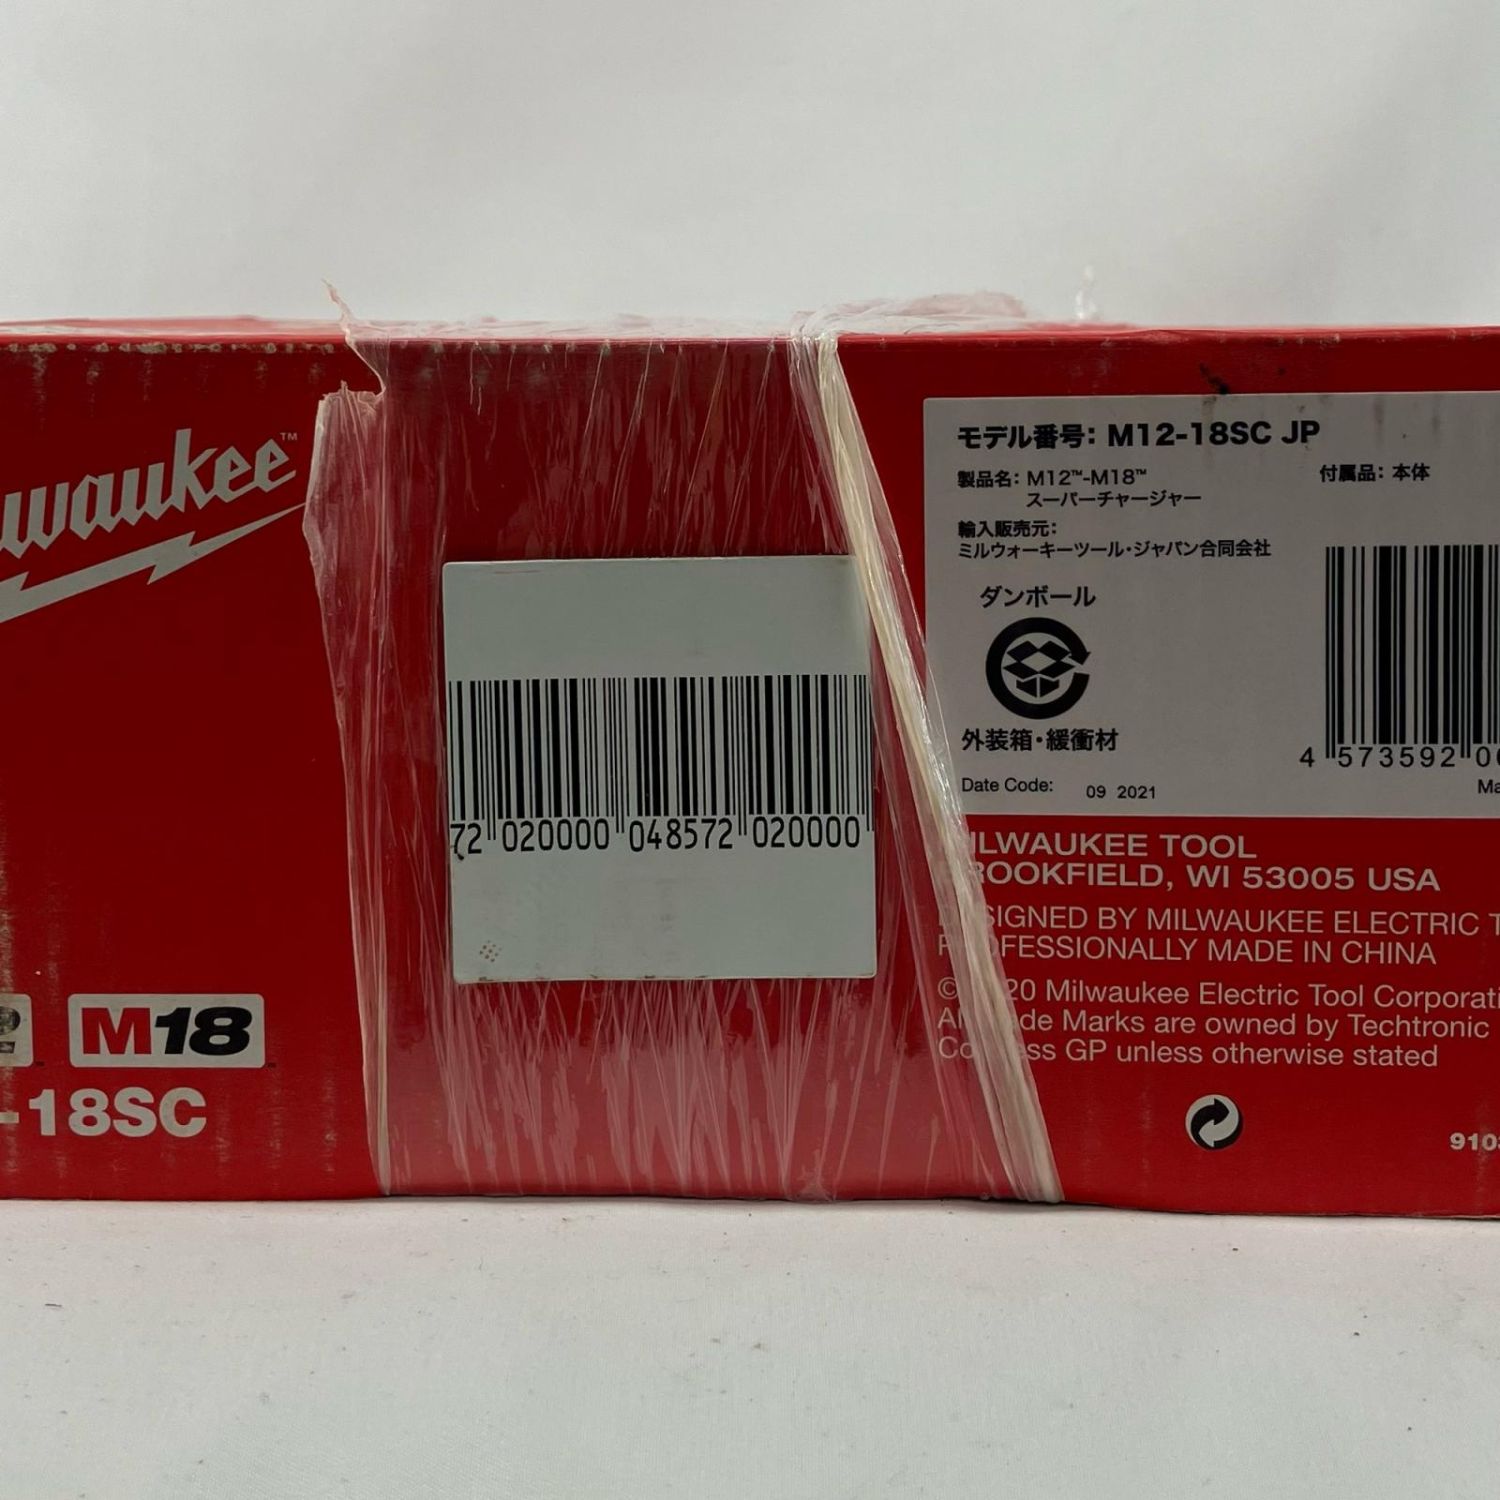 waukee™
M18
-18SC
72 020000 048572 020000
モデル番号: M12-18SC JP
製品名: M12™-M18™
スーパーチャージャー
付属品: 本体
輸入販売元:
ミルウォーキーツール・ジャパン合同会社
ダンボール
外装箱・緩衝材
Date Code: 09 2021
4 573592 0
Ma
ILWAUKEE TOOL
ROOKFIELD, WI 53005 USA
SIGNED BY MILWAUKEE ELECTRIC T
FESSIONALLY MADE IN CHINA
© 20 Milwaukee Electric Tool Corporati
de Marks are owned by Techtronic
ss GP unless otherwise stated
910